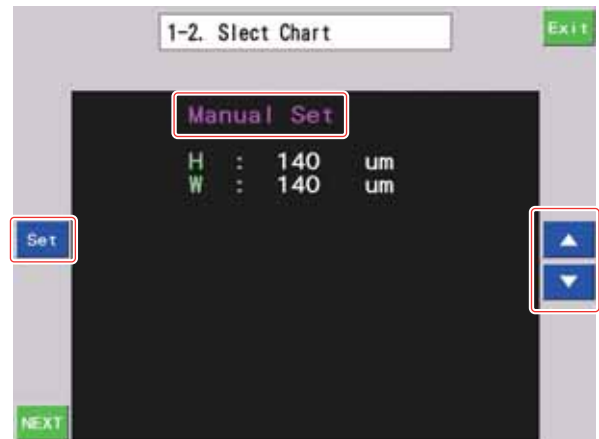 1-2. Slect Chart
Exit
Manual Set
H : 140 um
W : 140 um
Set
NEXT